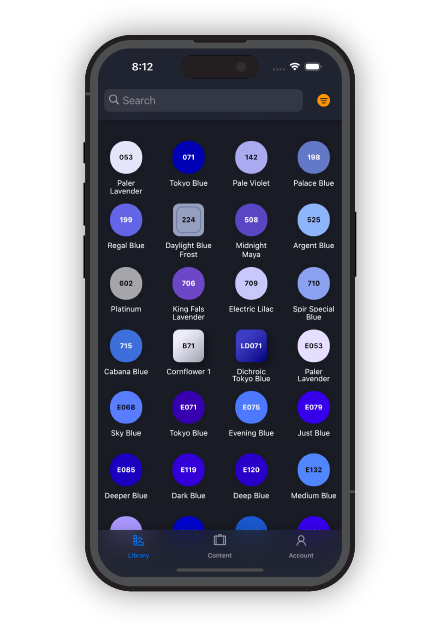 8:12
Search
053 071 142 198
Paler Lavender Tokyo Blue Pale Violet Palace Blue
199 224 508 525
Regal Blue Daylight Blue Frost Midnight Maya Argent Blue
602 706 709 710
Platinum King Fals Lavender Electric Lilac Spir Special Blue
715 B71 LD071 E053
Cabana Blue Cornflower 1 Dichroic Tokyo Blue Paler Lavender
E068 E071 E075 E079
Sky Blue Tokyo Blue Evening Blue Just Blue
E085 E119 E120 E132
Deeper Blue Dark Blue Deep Blue Medium Blue
Library Content Account